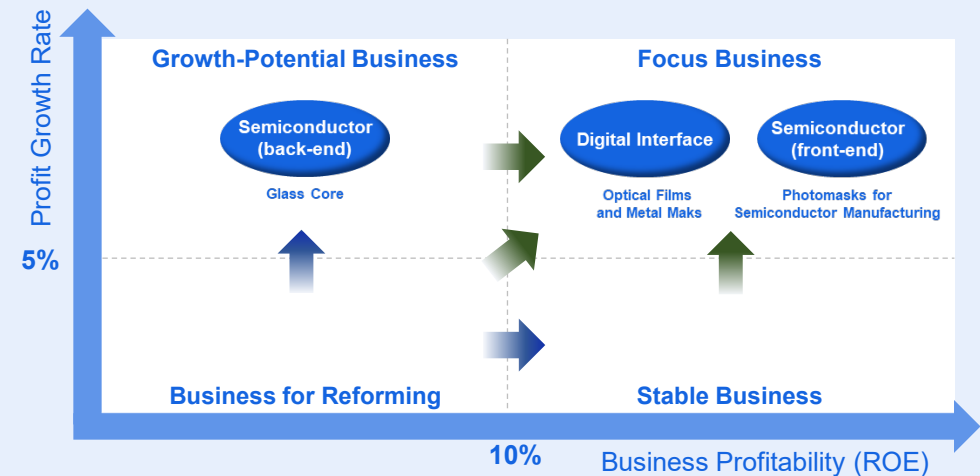 Profit Growth Rate
Growth-Potential Business
Focus Business
Semiconductor
(back-end)
Digital Interface
Semiconductor
(front-end)
Glass Core
Optical Films
and Metal Maks
Photomasks for
Semiconductor Manufacturing
5%
Business for Reforming
Stable Business
10%
Business Profitability (ROE)